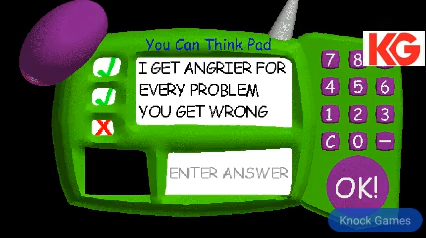 You Can Think Pad
I GET ANGRIER FOR
EVERY PROBLEM
YOU GET WRONG
ENTER ANSWER
7 8
KG
4 5 6
1 2 3
C 0 -
OK!
Knock Games